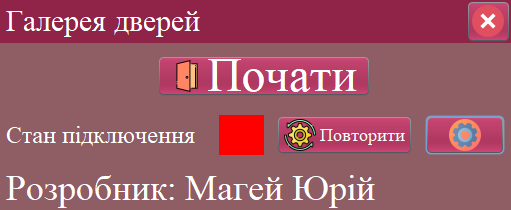 Галерея дверей
Почати
Стан підключення
Повторити
Розробник: Магей Юрій